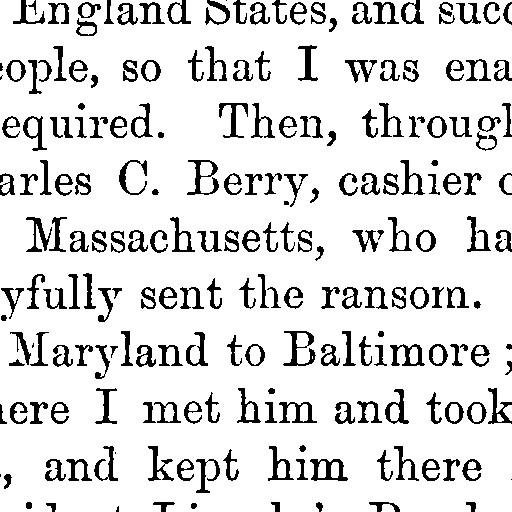 England States, and succ
eople, so that I was ena
equired. Then, through
arles C. Berry, cashier o
Massachusetts, who ha
yfully sent the ransom.
Maryland to Baltimore ;
here I met him and took
, and kept him there